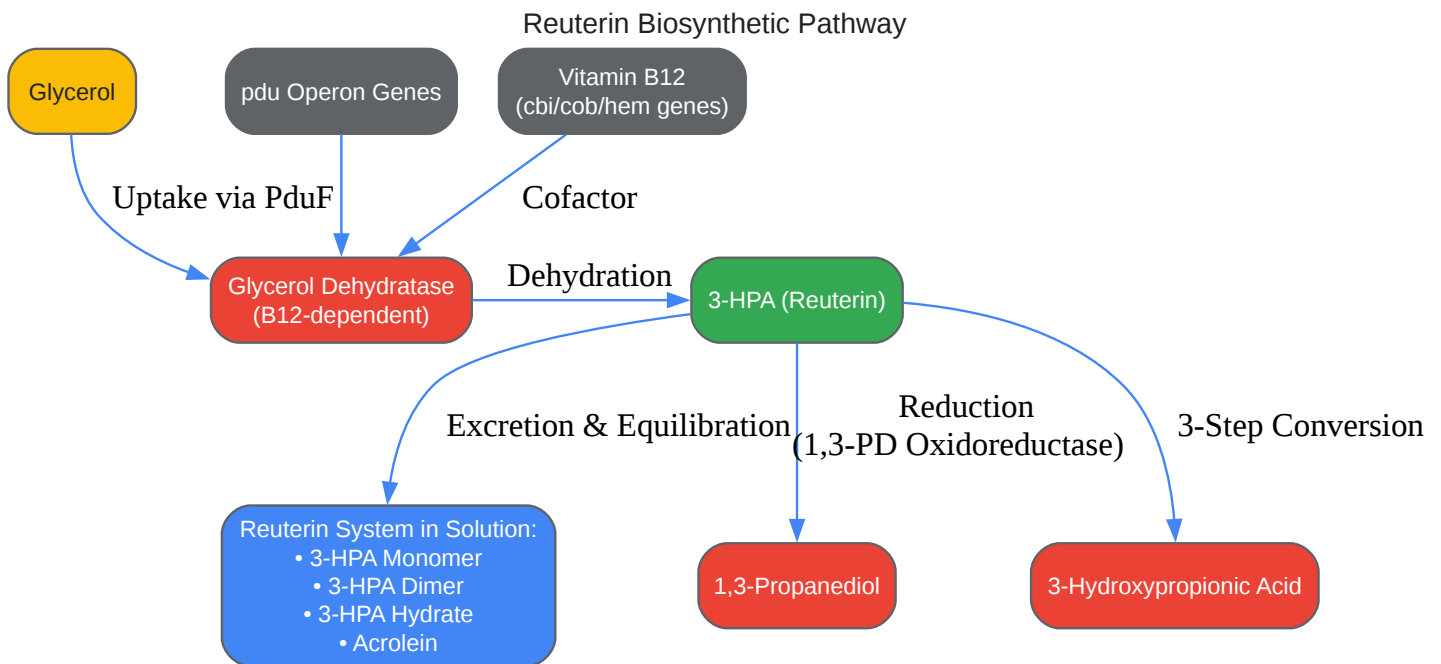 Reuterin Biosynthetic Pathway
Glycerol
pdu Operon Genes
Vitamin B12
(cbi/cob/hem genes)
Uptake via PduF
Cofactor
Glycerol Dehydratase
(B12-dependent)
Dehydration
3-HPA (Reuterin)
Excretion & Equilibration
Reduction
(1,3-PD Oxidoreductase)
3-Step Conversion
Reuterin System in Solution:
• 3-HPA Monomer
• 3-HPA Dimer
• 3-HPA Hydrate
• Acrolein
1,3-Propanediol
3-Hydroxypropionic Acid